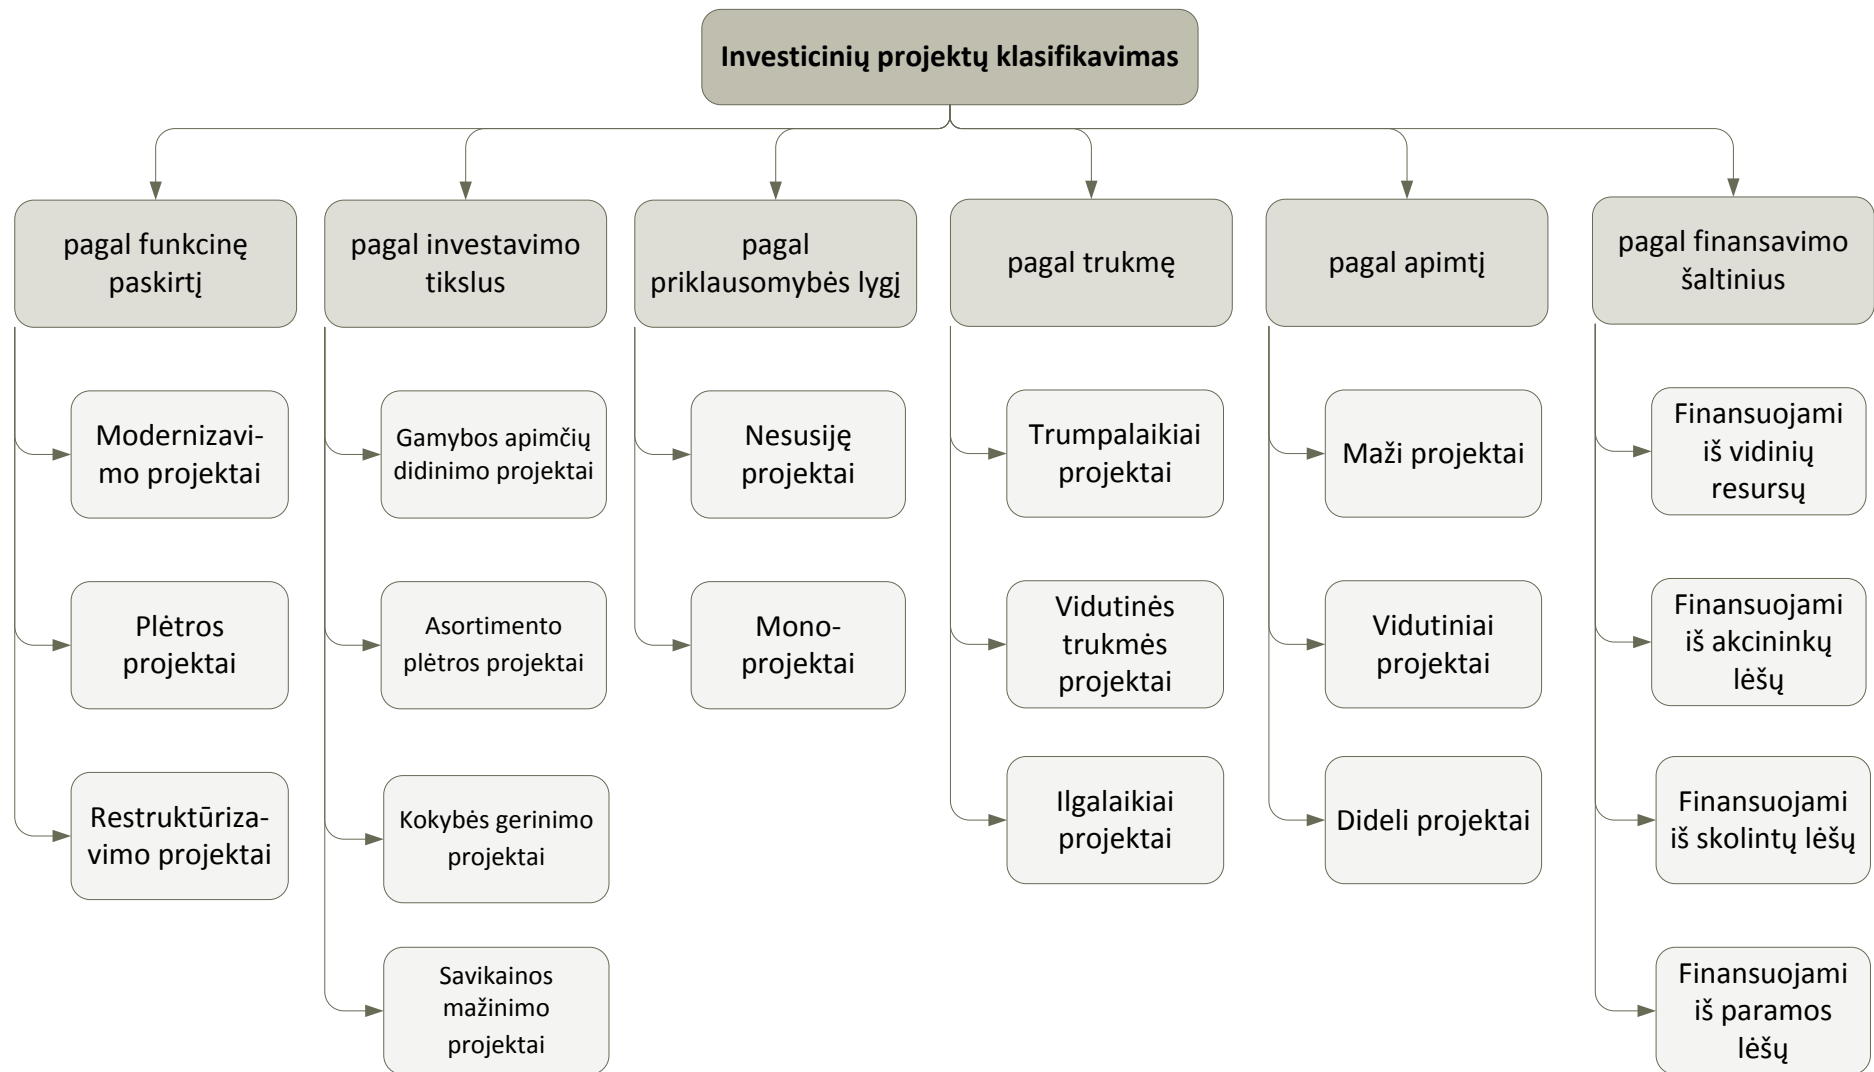 Investicinių projektų klasifikavimas
pagal funkcinę
paskirtį
Modernizavi-
mo projektai
Plėtros
projektai
Restruktūriza-
vimo projektai
pagal investavimo
tikslus
Gamybos apimčių
didinimo projektai
Asortimento
plėtros projektai
Kokybės gerinimo
projektai
Savikainos
mažinimo
projektai
pagal
priklausomybės lygį
Nesusiję
projektai
Mono-
projektai
pagal trukmę
Trumpalaikiai
projektai
Vidutinės
trukmės
projektai
Ilgalaikiai
projektai
pagal apimtį
Maži projektai
Vidutiniai
projektai
Dideli projektai
pagal finansavimo
šaltinius
Finansuojami
iš vidinių
resursų
Finansuojami
iš akcininkų
lėšų
Finansuojami
iš skolintų lėšų
Finansuojami
iš paramos
lėšų